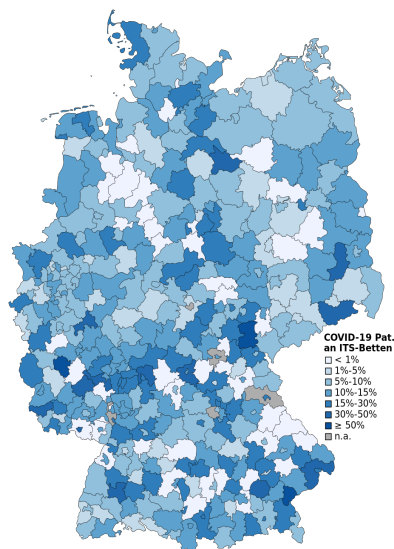 COVID-19 Pat.
an ITS-Betten
< 1%
1%-5%
5%-10%
10%-15%
15%-30%
30%-50%
≥ 50%
n.a.